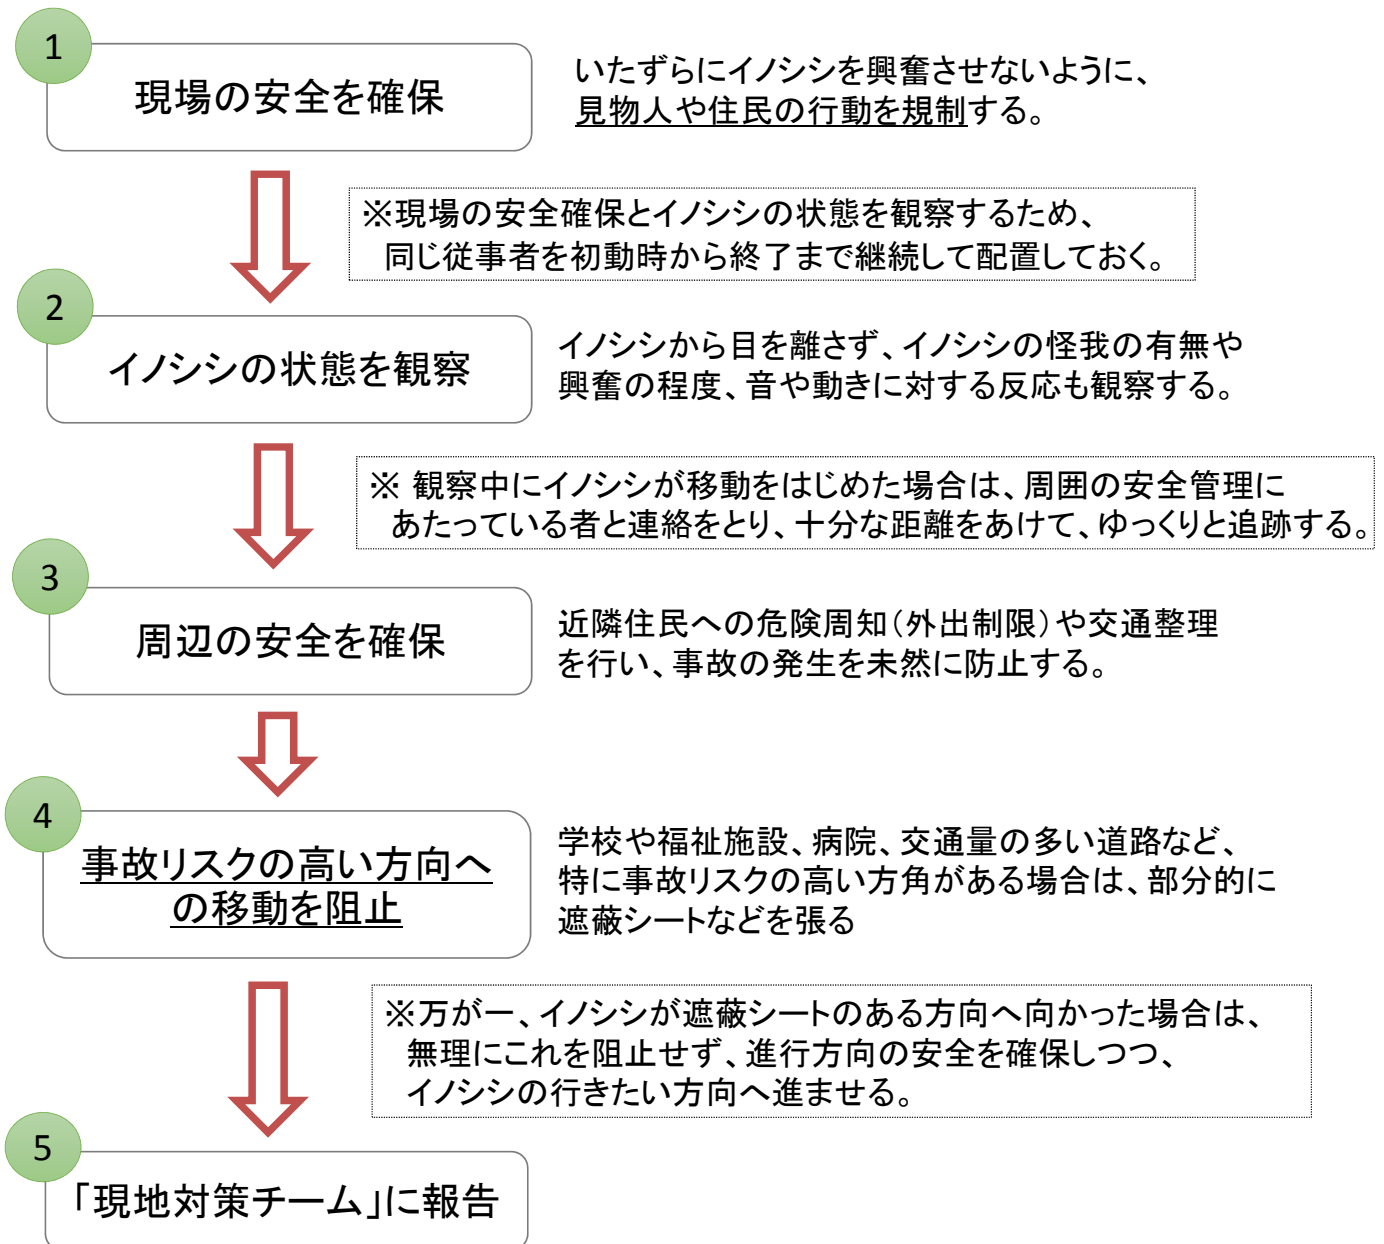 1
現場の安全を確保
いたずらにイノシシを興奮させないように、
見物人や住民の行動を規制する。
※現場の安全確保とイノシシの状態を観察するため、
同じ従事者を初動時から終了まで継続して配置しておく。
2
イノシシの状態を観察
イノシシから目を離さず、イノシシの怪我の有無や
興奮の程度、音や動きに対する反応も観察する。
※ 観察中にイノシシが移動をはじめた場合は、周囲の安全管理に
あたっている者と連絡をとり、十分な距離をあけて、ゆっくりと追跡する。
3
周辺の安全を確保
近隣住民への危険周知（外出制限）や交通整理
を行い、事故の発生を未然に防止する。
4
事故リスクの高い方向へ
の移動を阻止
学校や福祉施設、病院、交通量の多い道路など、
特に事故リスクの高い方角がある場合は、部分的に
遮蔽シートなどを張る
※万が一、イノシシが遮蔽シートのある方向へ向かった場合は、
無理にこれを阻止せず、進行方向の安全を確保しつつ、
イノシシの行きたい方向へ進ませる。
5
「現地対策チーム」に報告